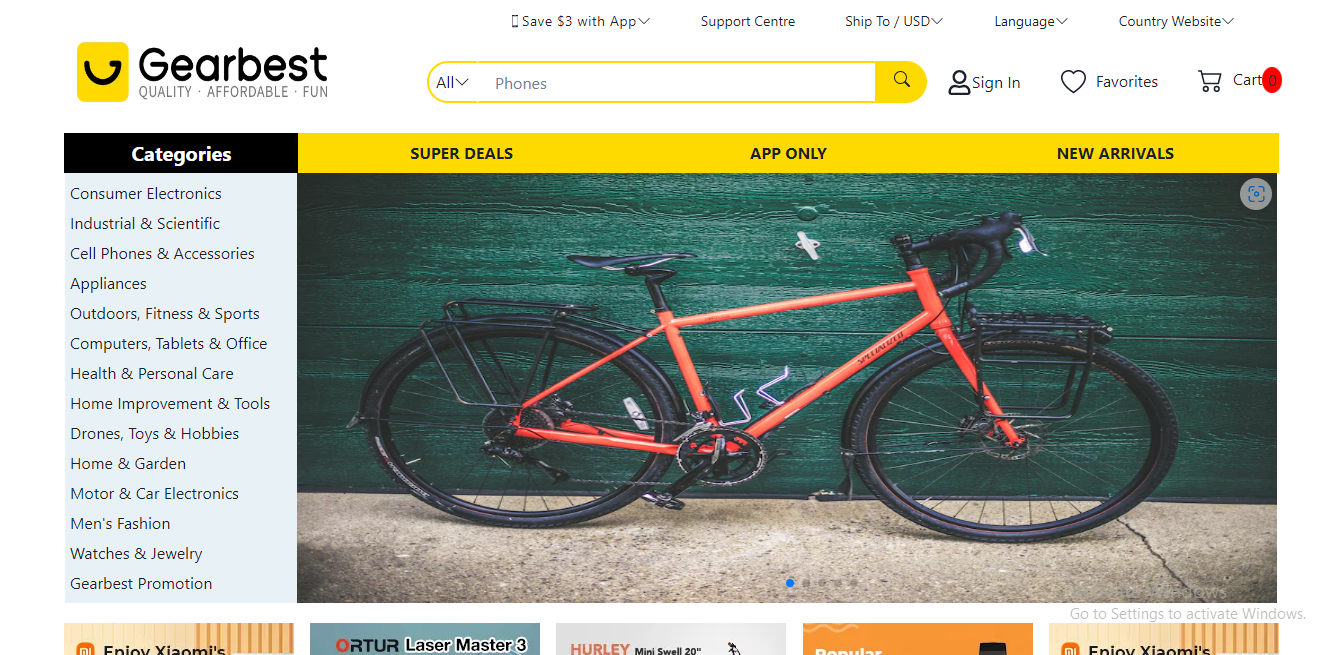 Save $3 with App
Support Centre
Ship To / USD
Language
Country Website
Gearbest
QUALITY · AFFORDABLE · FUN
All
Phones
Sign In
Favorites
Cart 0
Categories
SUPER DEALS
APP ONLY
NEW ARRIVALS
Consumer Electronics
Industrial & Scientific
Cell Phones & Accessories
Appliances
Outdoors, Fitness & Sports
Computers, Tablets & Office
Health & Personal Care
Home Improvement & Tools
Drones, Toys & Hobbies
Home & Garden
Motor & Car Electronics
Men's Fashion
Watches & Jewelry
Gearbest Promotion
SPECIALIZED
Activate Windows
Go to Settings to activate Windows.
mi Enjoy Xiaomi's
ORTUR Laser Master 3
HURLEY Mini Swell 20"
Popular
mi Enjoy Xiaomi's